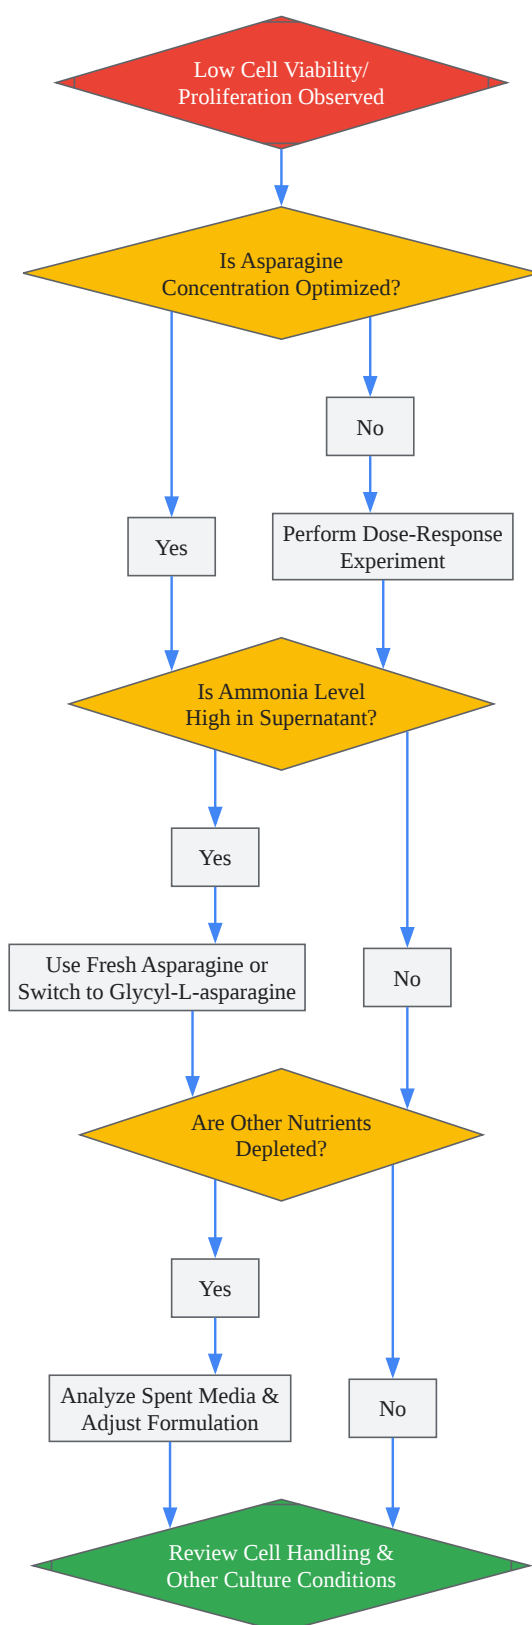 Low Cell Viability/
Proliferation Observed
Is Asparagine
Concentration Optimized?
No
Yes
Perform Dose-Response
Experiment
Is Ammonia Level
High in Supernatant?
Yes
Use Fresh Asparagine or
Switch to Glycyl-L-asparagine
No
Are Other Nutrients
Depleted?
Yes
Analyze Spent Media &
Adjust Formulation
No
Review Cell Handling &
Other Culture Conditions